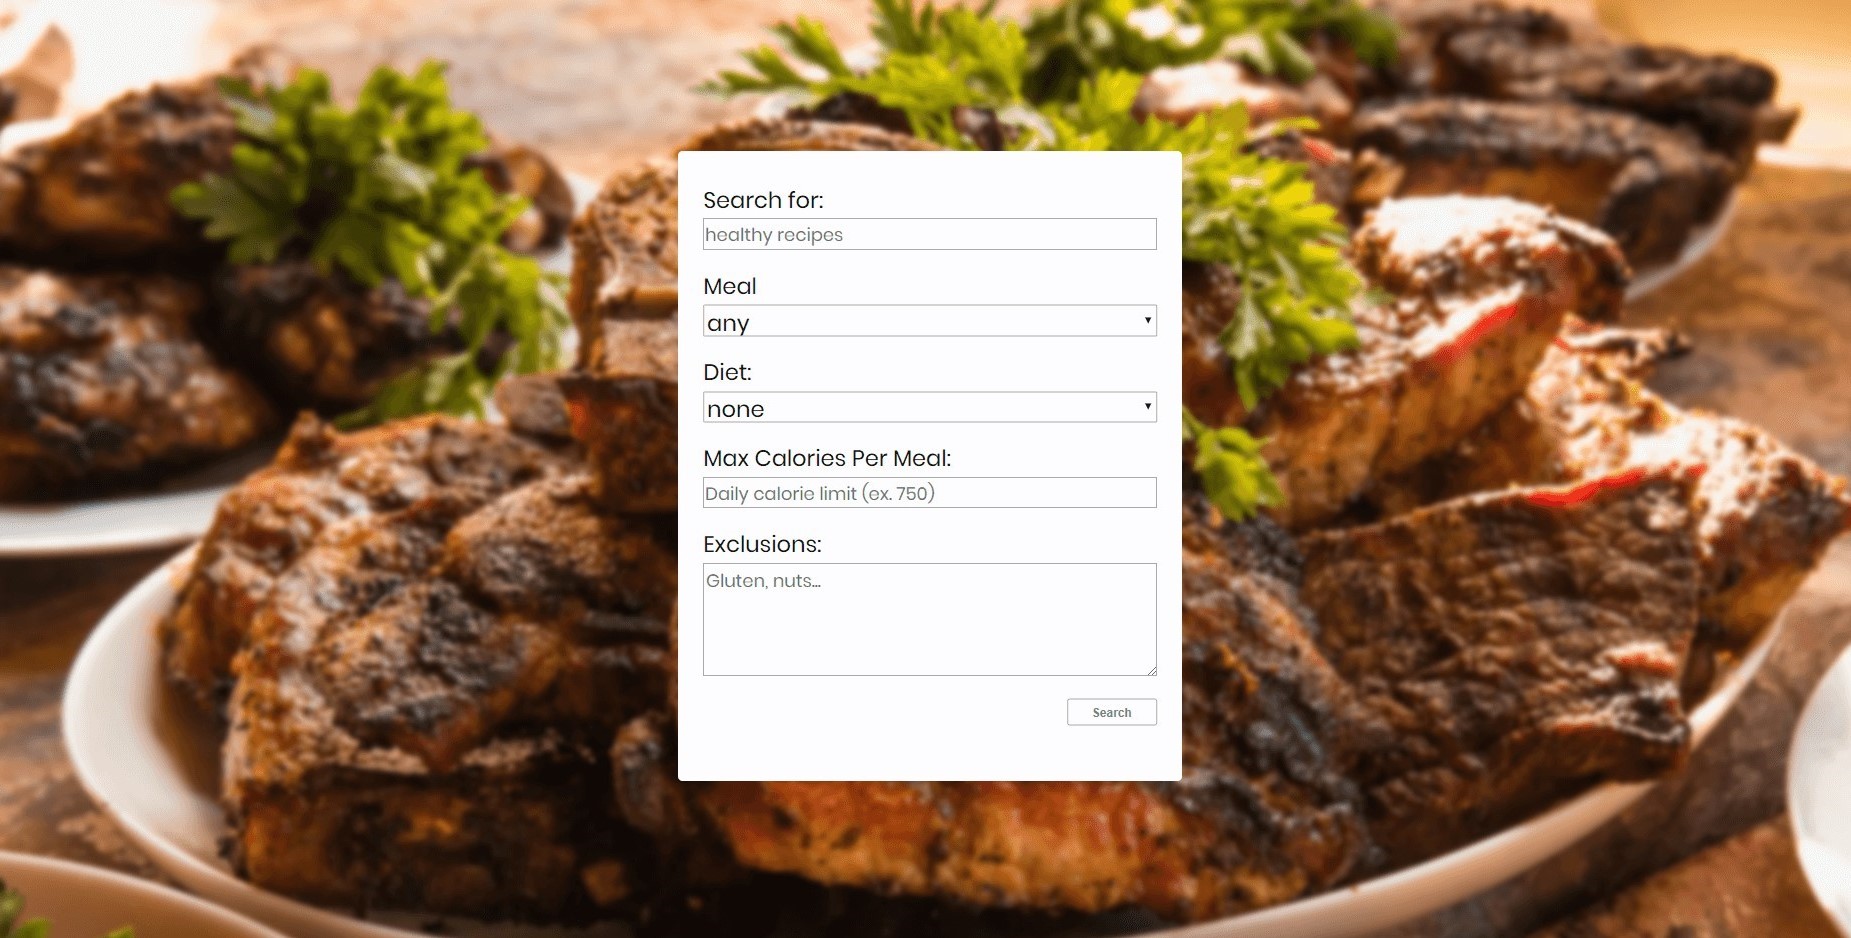 Search for:
healthy recipes
Meal
any
Diet:
none
Max Calories Per Meal:
Daily calorie limit (ex. 750)
Exclusions:
Gluten, nuts...
Search